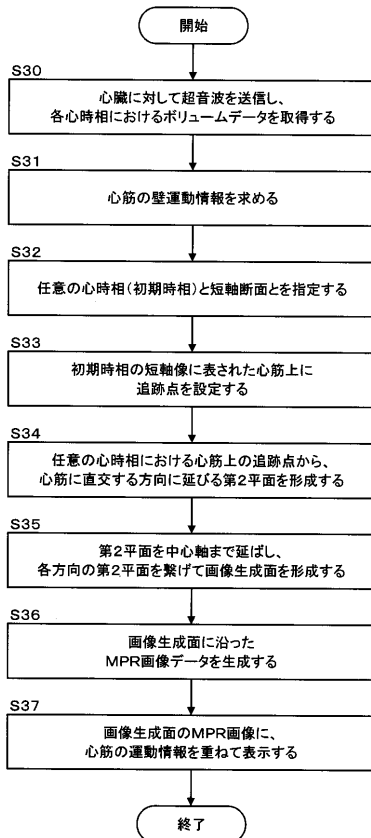 開始
S30
心臓に対して超音波を送信し、
各心時相におけるボリュームデータを取得する
S31
心筋の壁運動情報を求める
S32
任意の心時相(初期時相)と短軸断面とを指定する
S33
初期時相の短軸像に表された心筋上に
追跡点を設定する
S34
任意の心時相における心筋上の追跡点から、
心筋に直交する方向に延びる第2平面を形成する
S35
第2平面を中心軸まで延ばし、
各方向の第2平面を繋げて画像生成面を形成する
S36
画像生成面に沿った
MPR画像データを生成する
S37
画像生成面のMPR画像に、
心筋の運動情報を重ねて表示する
終了